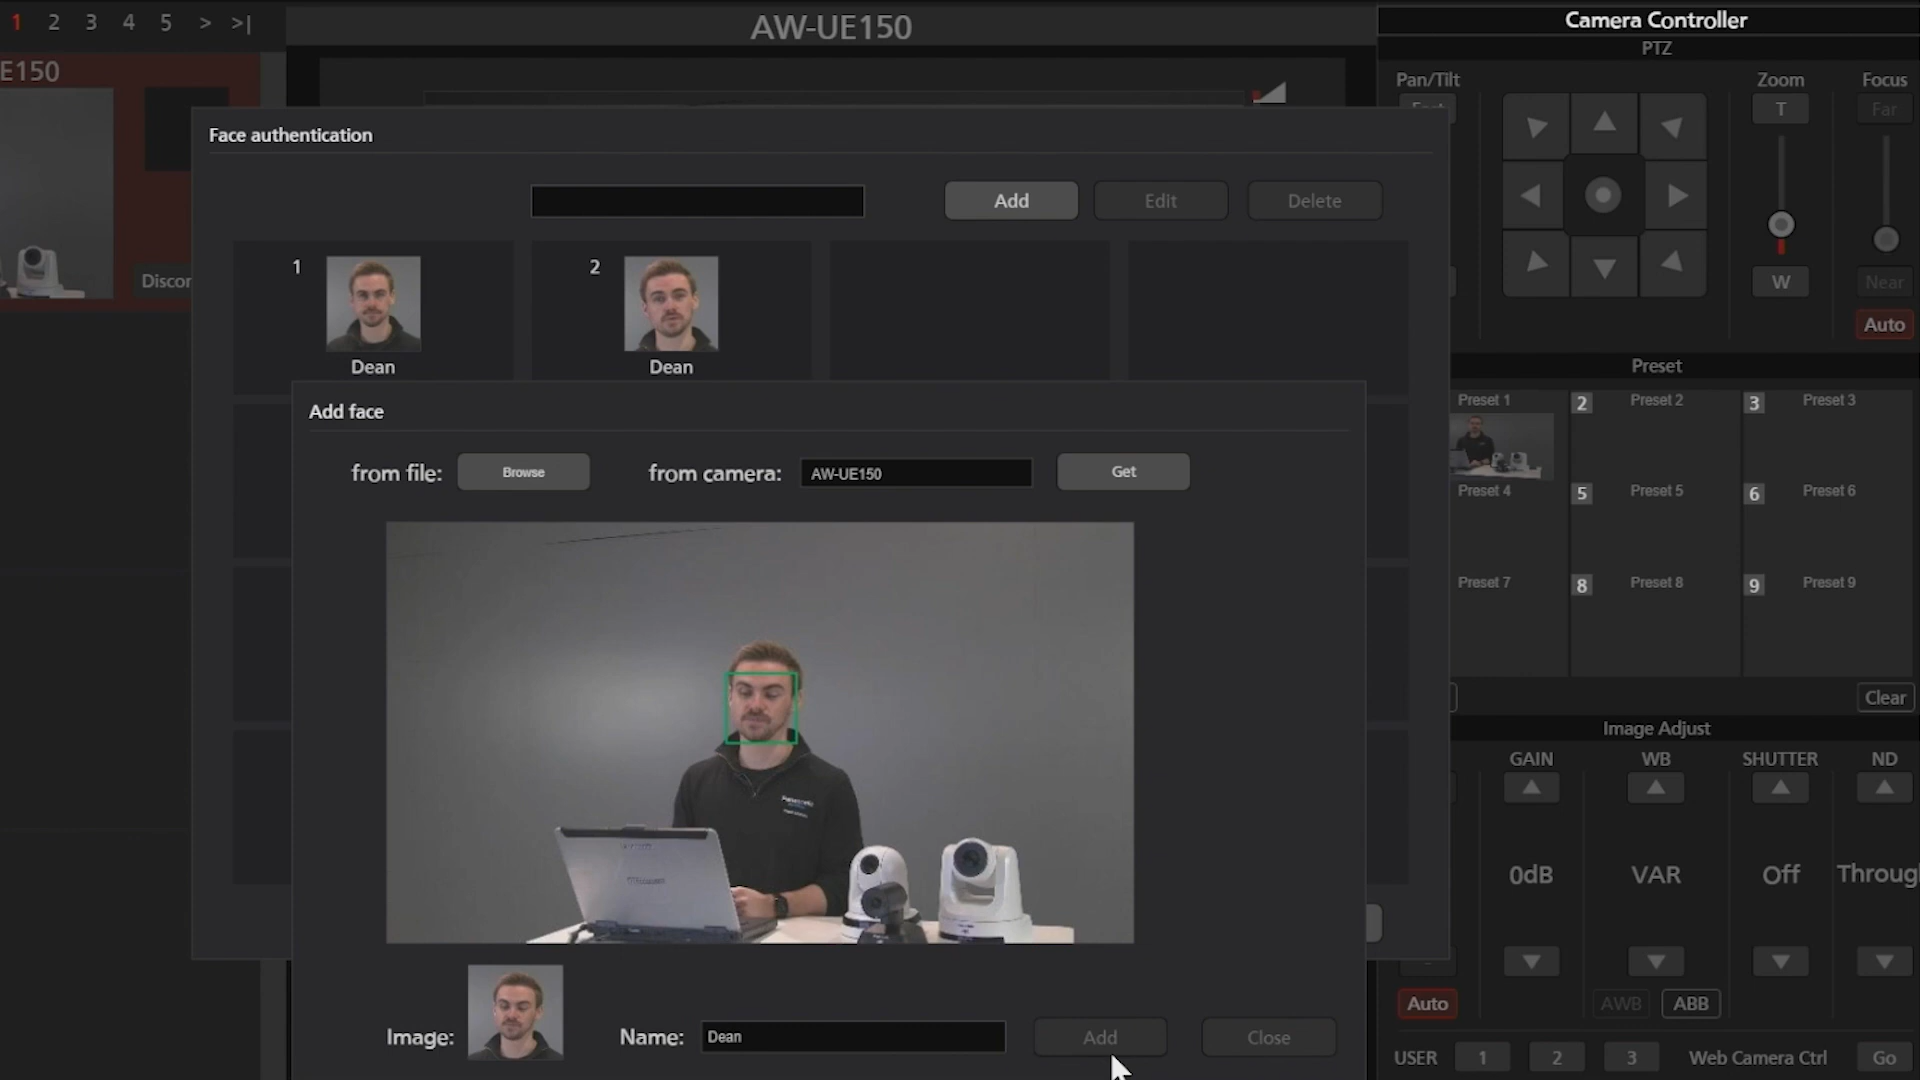 1 2 3 4 5 > >|
AW-UE150
Camera Controller
PTZ
E150
Pan/Tilt
Zoom
Focus
T
Far
Face authentication
Add
Edit
Delete
1
2
Discon
W
Near
Auto
Dean
Dean
Preset
Preset 1
2
Preset 2
3
Preset 3
Add face
from file:
Browse
from camera:
AW-UE150
Get
Preset 4
5
Preset 5
6
Preset 6
Preset 7
8
Preset 8
9
Preset 9
Clear
Image Adjust
GAIN
WB
SHUTTER
ND
Panasonic
0dB
VAR
Off
Throug
Auto
AWB
ABB
Image:
Name:
Dean
Add
Close
USER
1
2
3
Web Camera Ctrl
Go